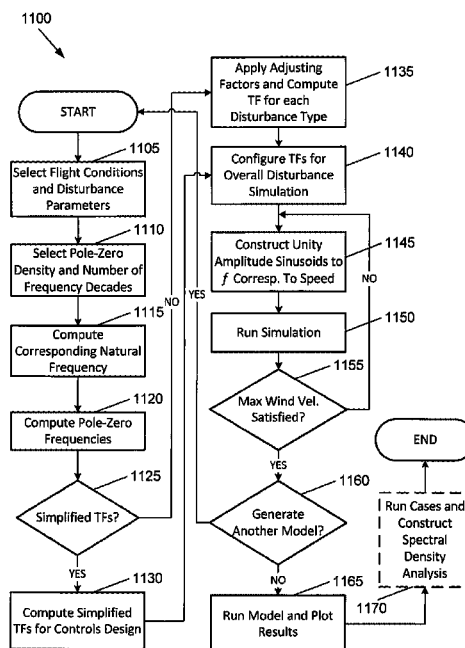 1100
START
1105
Select Flight Conditions
and Disturbance
Parameters
1110
Select Pole-Zero
Density and Number of
Frequency Decades
1115
Compute
Corresponding Natural
Frequency
1120
Compute Pole-Zero
Frequencies
1125
Simplified TFs?
NO
YES
1130
Compute Simplified
TFs for Controls Design
1135
Apply Adjusting
Factors and Compute
TF for each
Disturbance Type
1140
Configure TFs for
Overall Disturbance
Simulation
1145
Construct Unity
Amplitude Sinusoids to
f Corresp. To Speed
NO
1150
Run Simulation
1155
Max Wind Vel.
Satisfied?
YES
1160
Generate
Another Model?
YES
NO
1165
Run Model and Plot
Results
1170
Run Cases and
Construct
Spectral
Density
Analysis
END